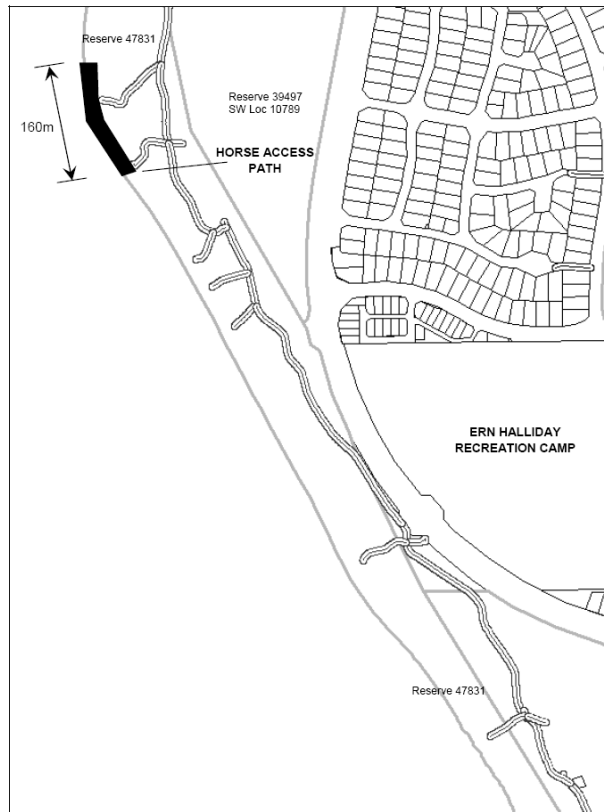 Reserve 47831
Reserve 39497
SW Loc 10789
160m
HORSE ACCESS
PATH
ERN HALLIDAY
RECREATION CAMP
Reserve 47831